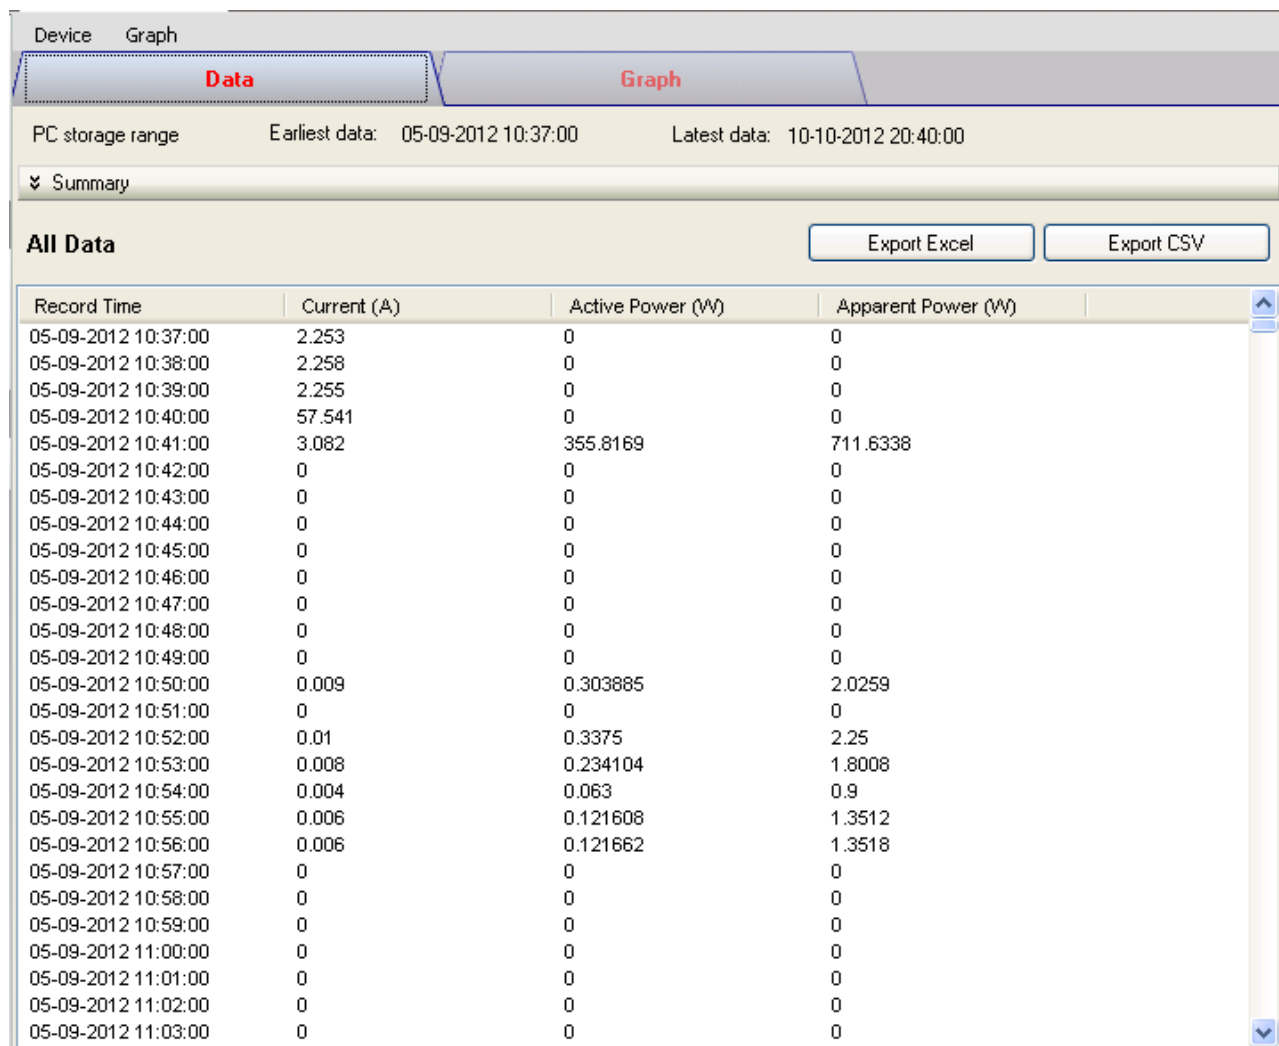 Device Graph
Data Graph
PC storage range Earliest data: 05-09-2012 10:37:00 Latest data: 10-10-2012 20:40:00
Summary
All Data Export Excel Export CSV
Record Time Current (A) Active Power (W) Apparent Power (W)
05-09-2012 10:37:00 2.253 0 0
05-09-2012 10:38:00 2.258 0 0
05-09-2012 10:39:00 2.255 0 0
05-09-2012 10:40:00 57.541 0 0
05-09-2012 10:41:00 3.082 355.8169 711.6338
05-09-2012 10:42:00 0 0 0
05-09-2012 10:43:00 0 0 0
05-09-2012 10:44:00 0 0 0
05-09-2012 10:45:00 0 0 0
05-09-2012 10:46:00 0 0 0
05-09-2012 10:47:00 0 0 0
05-09-2012 10:48:00 0 0 0
05-09-2012 10:49:00 0 0 0
05-09-2012 10:50:00 0.009 0.303885 2.0259
05-09-2012 10:51:00 0 0 0
05-09-2012 10:52:00 0.01 0.3375 2.25
05-09-2012 10:53:00 0.008 0.234104 1.8008
05-09-2012 10:54:00 0.004 0.063 0.9
05-09-2012 10:55:00 0.006 0.121608 1.3512
05-09-2012 10:56:00 0.006 0.121662 1.3518
05-09-2012 10:57:00 0 0 0
05-09-2012 10:58:00 0 0 0
05-09-2012 10:59:00 0 0 0
05-09-2012 11:00:00 0 0 0
05-09-2012 11:01:00 0 0 0
05-09-2012 11:02:00 0 0 0
05-09-2012 11:03:00 0 0 0